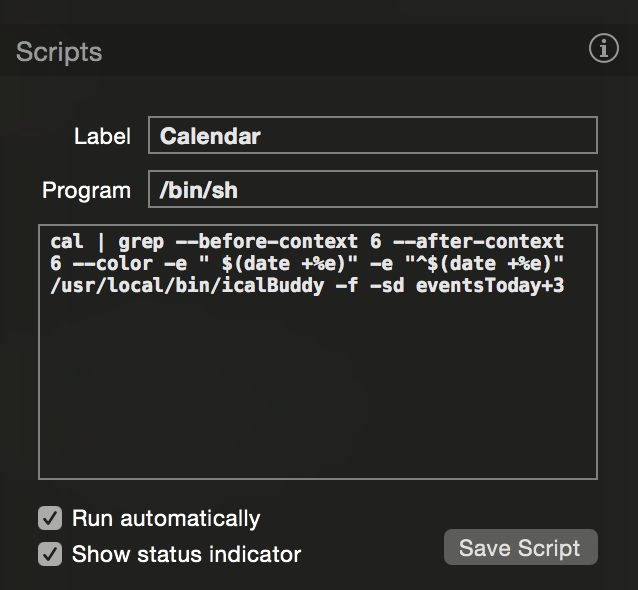 Scripts
Label Calendar
Program /bin/sh
cal | grep --before-context 6 --after-context
6 --color -e " $(date +%e)" -e "^$(date +%e)"
/usr/local/bin/icalBuddy -f -sd eventsToday+3
Run automatically
Show status indicator
Save Script